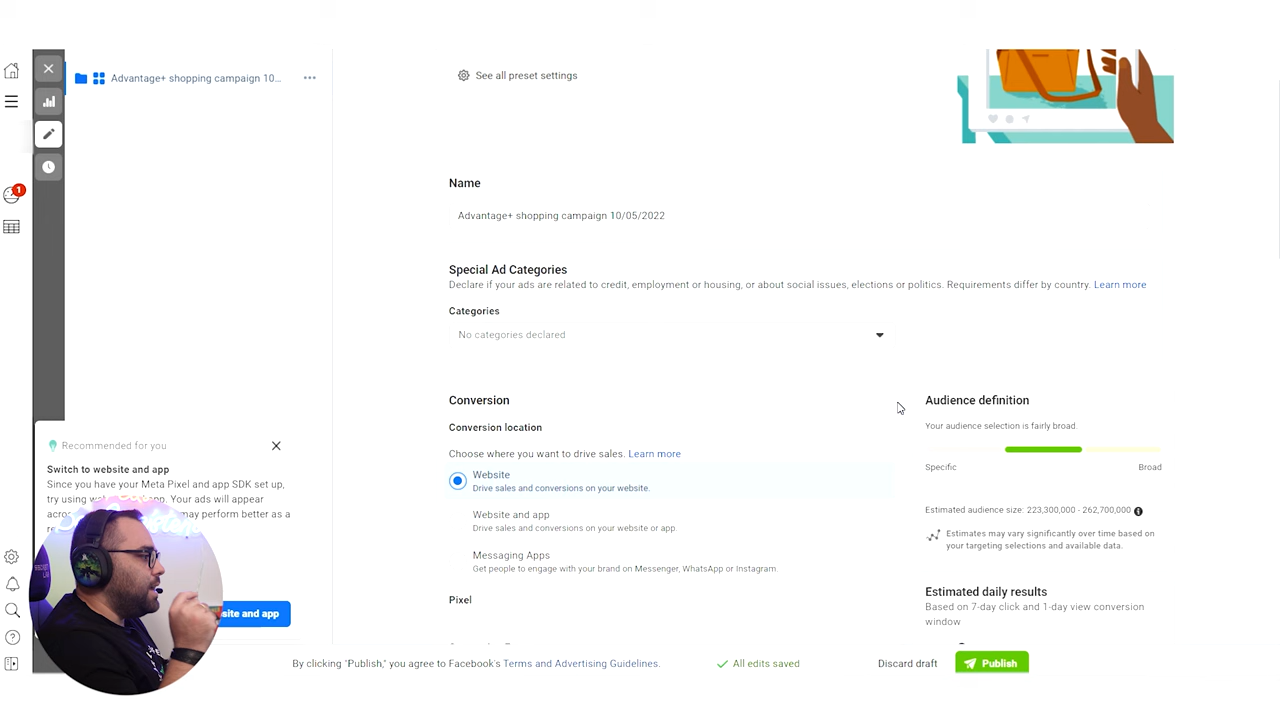 Advantage+ shopping campaign 10...
See all preset settings
1
Name
Advantage+ shopping campaign 10/05/2022
Special Ad Categories
Declare if your ads are related to credit, employment or housing, or about social issues, elections or politics. Requirements differ by country. Learn more
Categories
No categories declared
Conversion
Conversion location
Choose where you want to drive sales. Learn more
Website
Drive sales and conversions on your website.
Website and app
Drive sales and conversions on your website or app.
Messaging Apps
Get people to engage with your brand on Messenger, WhatsApp or Instagram.
Pixel
Audience definition
Your audience selection is fairly broad.
Specific
Broad
Estimated audience size: 223,300,000 - 262,700,000
Estimates may vary significantly over time based on
your targeting selections and available data.
Estimated daily results
Based on 7-day click and 1-day view conversion
window
Recommended for you
Switch to website and app
Since you have your Meta Pixel and app SDK set up,
try using app. Your ads will appear
may perform better as a
and app
By clicking "Publish," you agree to Facebook's Terms and Advertising Guidelines.
All edits saved
Discard draft
Publish